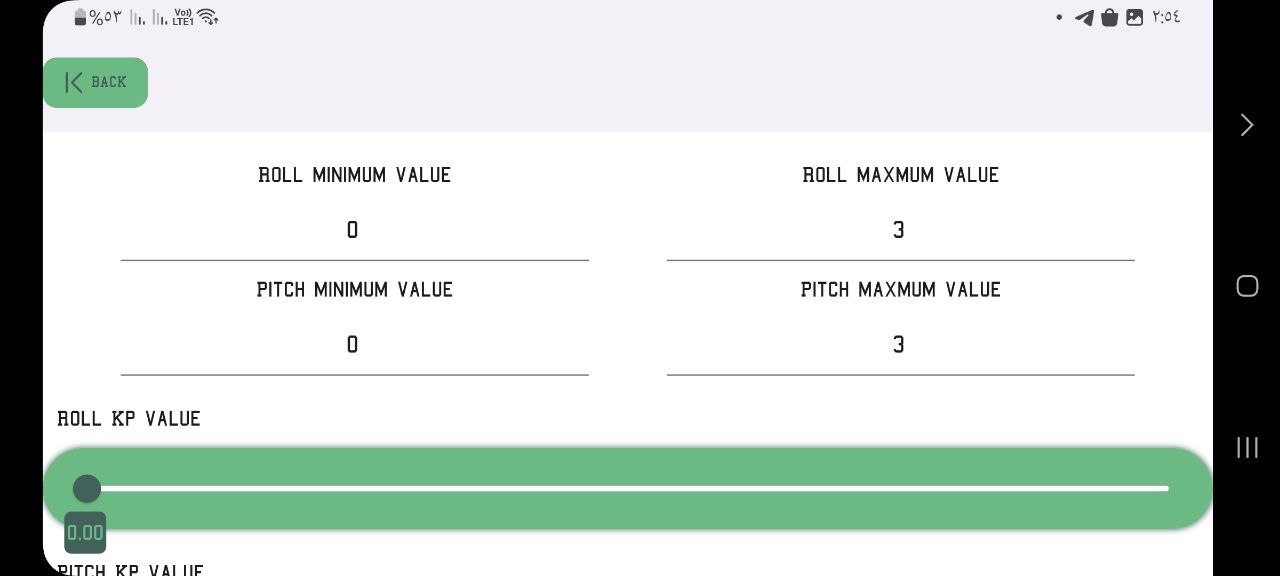 %٥٣ Vo)) LTE1 ٢:٥٤
BACK
ROLL MINIMUM VALUE ROLL MAXMUM VALUE
0 3
PITCH MINIMUM VALUE PITCH MAXMUM VALUE
0 3
ROLL KP VALUE
0.00
PITCH KP VALUE